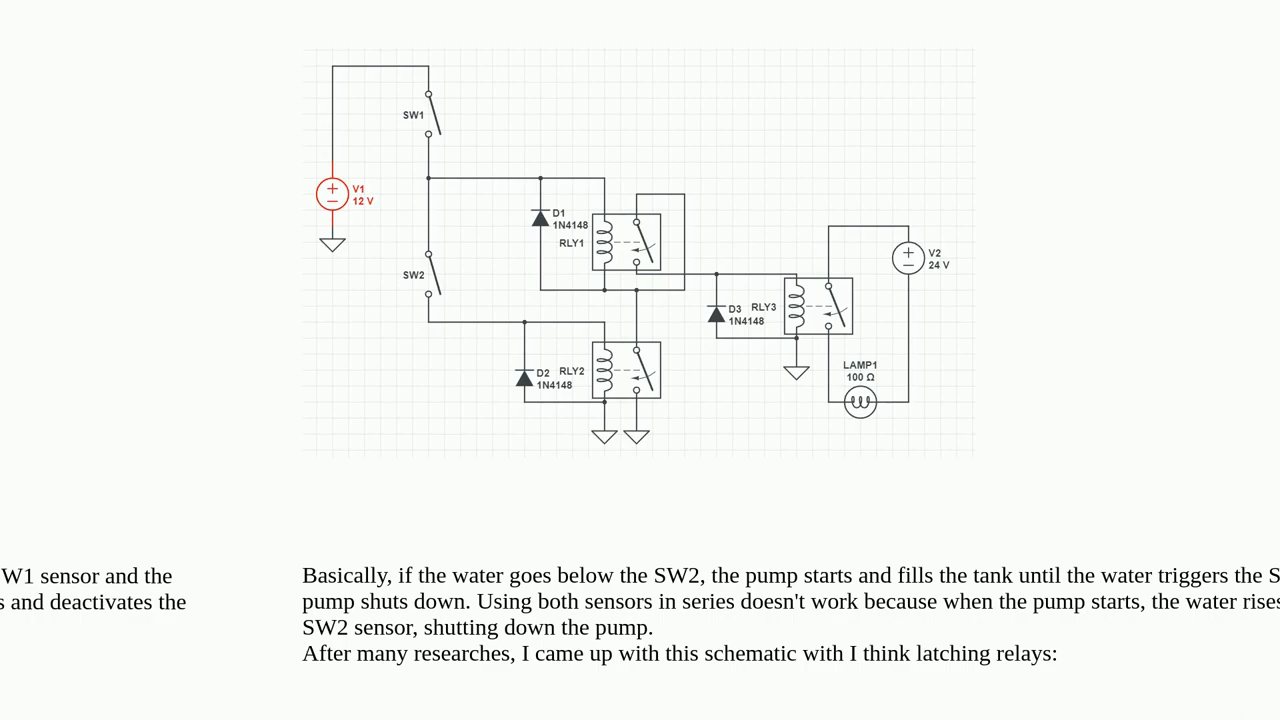 SW1
V1
12 V
D1
1N4148
RLY1
V2
24 V
SW2
D3
1N4148
RLY3
D2
1N4148
RLY2
LAMP1
100 Ω
W1 sensor and the
s and deactivates the
Basically, if the water goes below the SW2, the pump starts and fills the tank until the water triggers the S
pump shuts down. Using both sensors in series doesn't work because when the pump starts, the water rises
SW2 sensor, shutting down the pump.
After many researches, I came up with this schematic with I think latching relays: